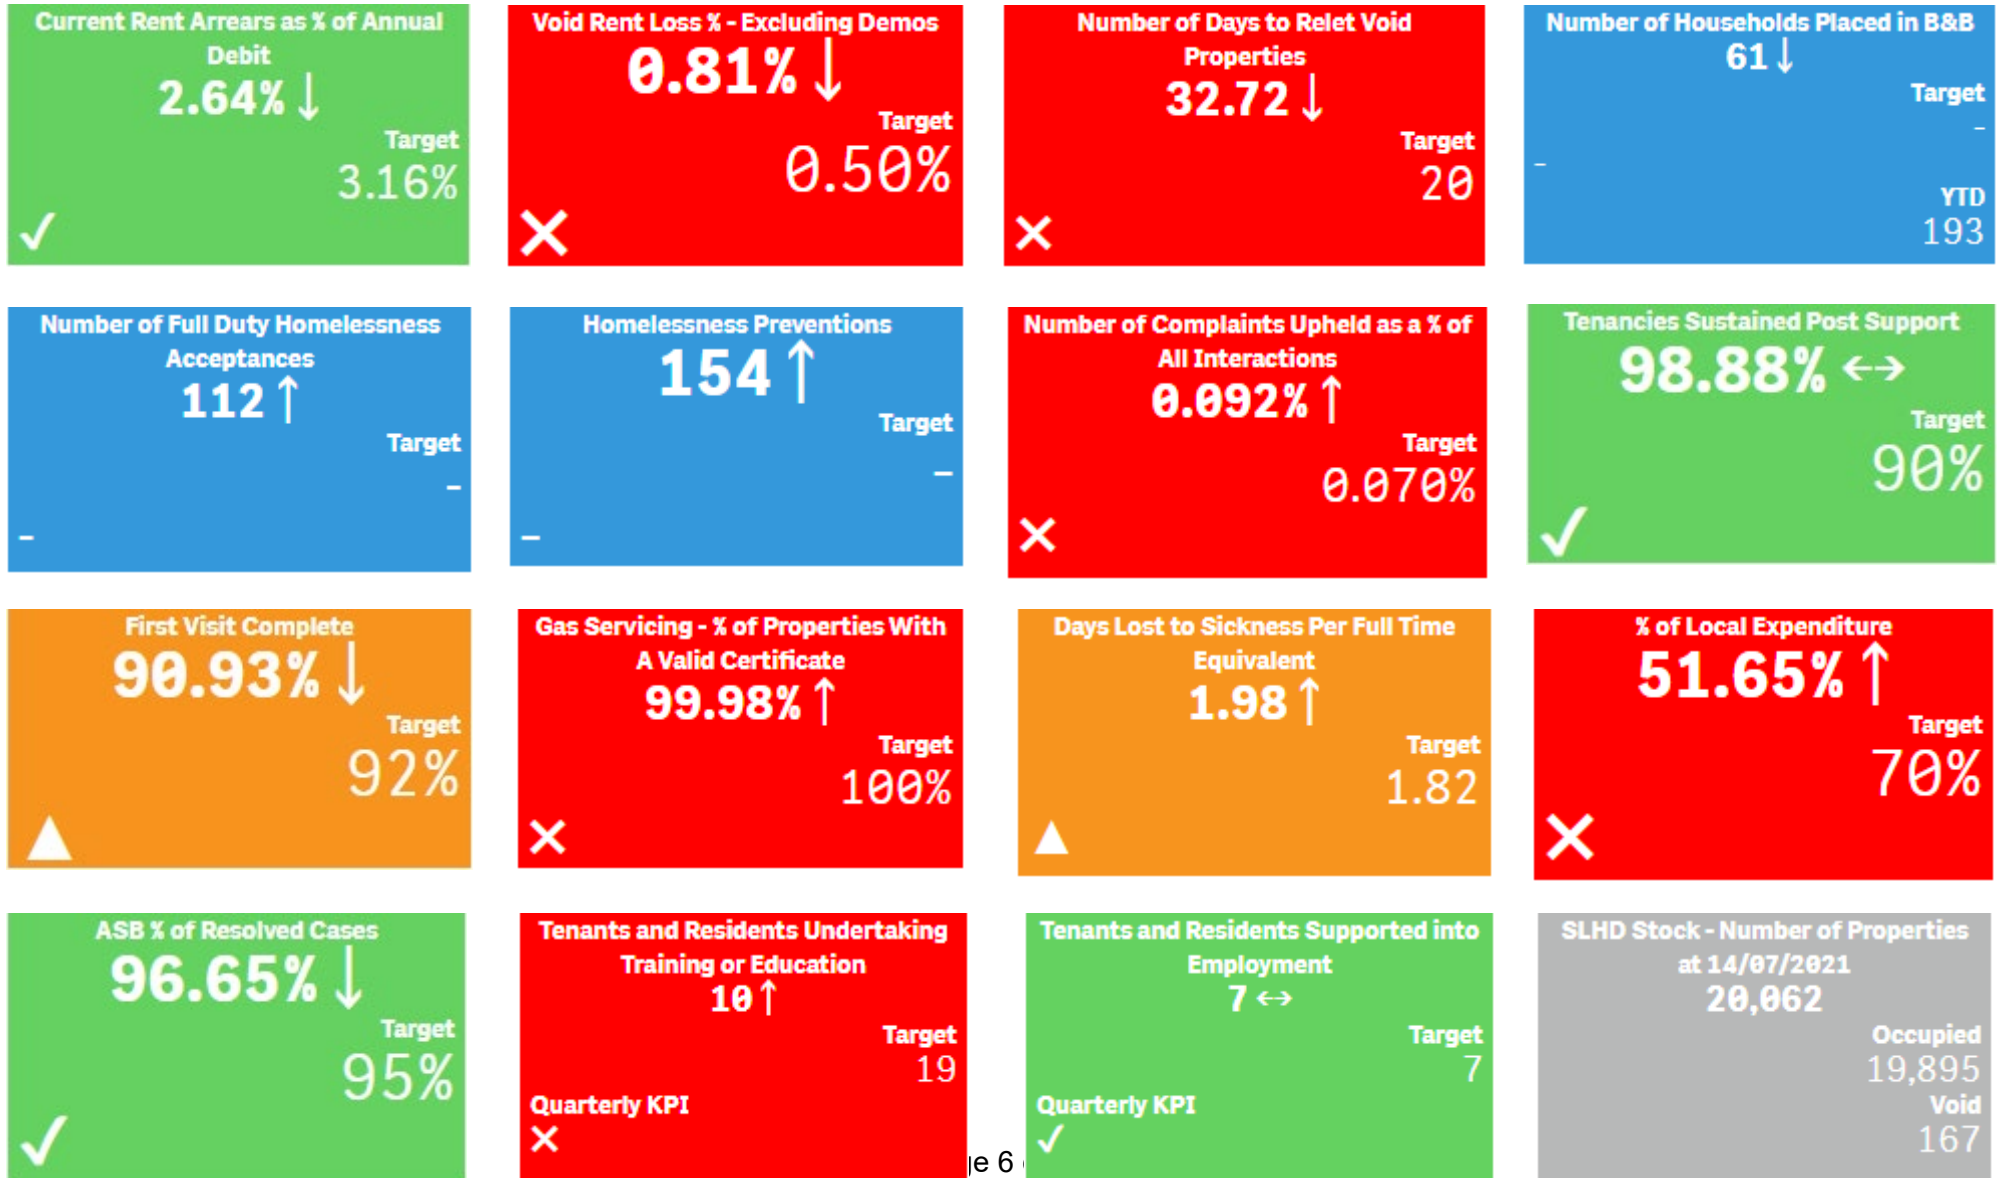 Current Rent Arrears as % of Annual
Debit
2.64% ↓
Target
3.16%
✓
Void Rent Loss % - Excluding Demos
0.81% ↓
Target
0.50%
✕
Number of Days to Relet Void
Properties
32.72 ↓
Target
20
✕
Number of Households Placed in B&B
61 ↓
Target
-
-
YTD
193
Number of Full Duty Homelessness
Acceptances
112 ↑
Target
-
-
Homelessness Preventions
154 ↑
Target
-
-
Number of Complaints Upheld as a % of
All Interactions
0.092% ↑
Target
0.070%
✕
Tenancies Sustained Post Support
98.88% ↔
Target
90%
✓
First Visit Complete
90.93% ↓
Target
92%
▲
Gas Servicing - % of Properties With
A Valid Certificate
99.98% ↑
Target
100%
✕
Days Lost to Sickness Per Full Time
Equivalent
1.98 ↑
Target
1.82
▲
% of Local Expenditure
51.65% ↑
Target
70%
✕
ASB % of Resolved Cases
96.65% ↓
Target
95%
✓
Tenants and Residents Undertaking
Training or Education
10 ↑
Target
19
Quarterly KPI
✕
Tenants and Residents Supported into
Employment
7 ↔
Target
7
Quarterly KPI
✓
SLHD Stock - Number of Properties
at 14/07/2021
20,062
Occupied
19,895
Void
167
6